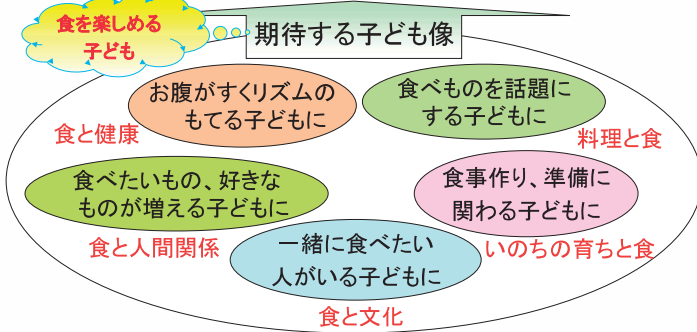 食を楽しめる
子ども
期待する子ども像
お腹がすくリズムの
もてる子どもに
食べものを話題に
する子どもに
食と健康
料理と食
食べたいもの、好きな
ものが増える子どもに
食事作り、準備に
関わる子どもに
食と人間関係
一緒に食べたい
人がいる子どもに
いのちの育ちと食
食と文化